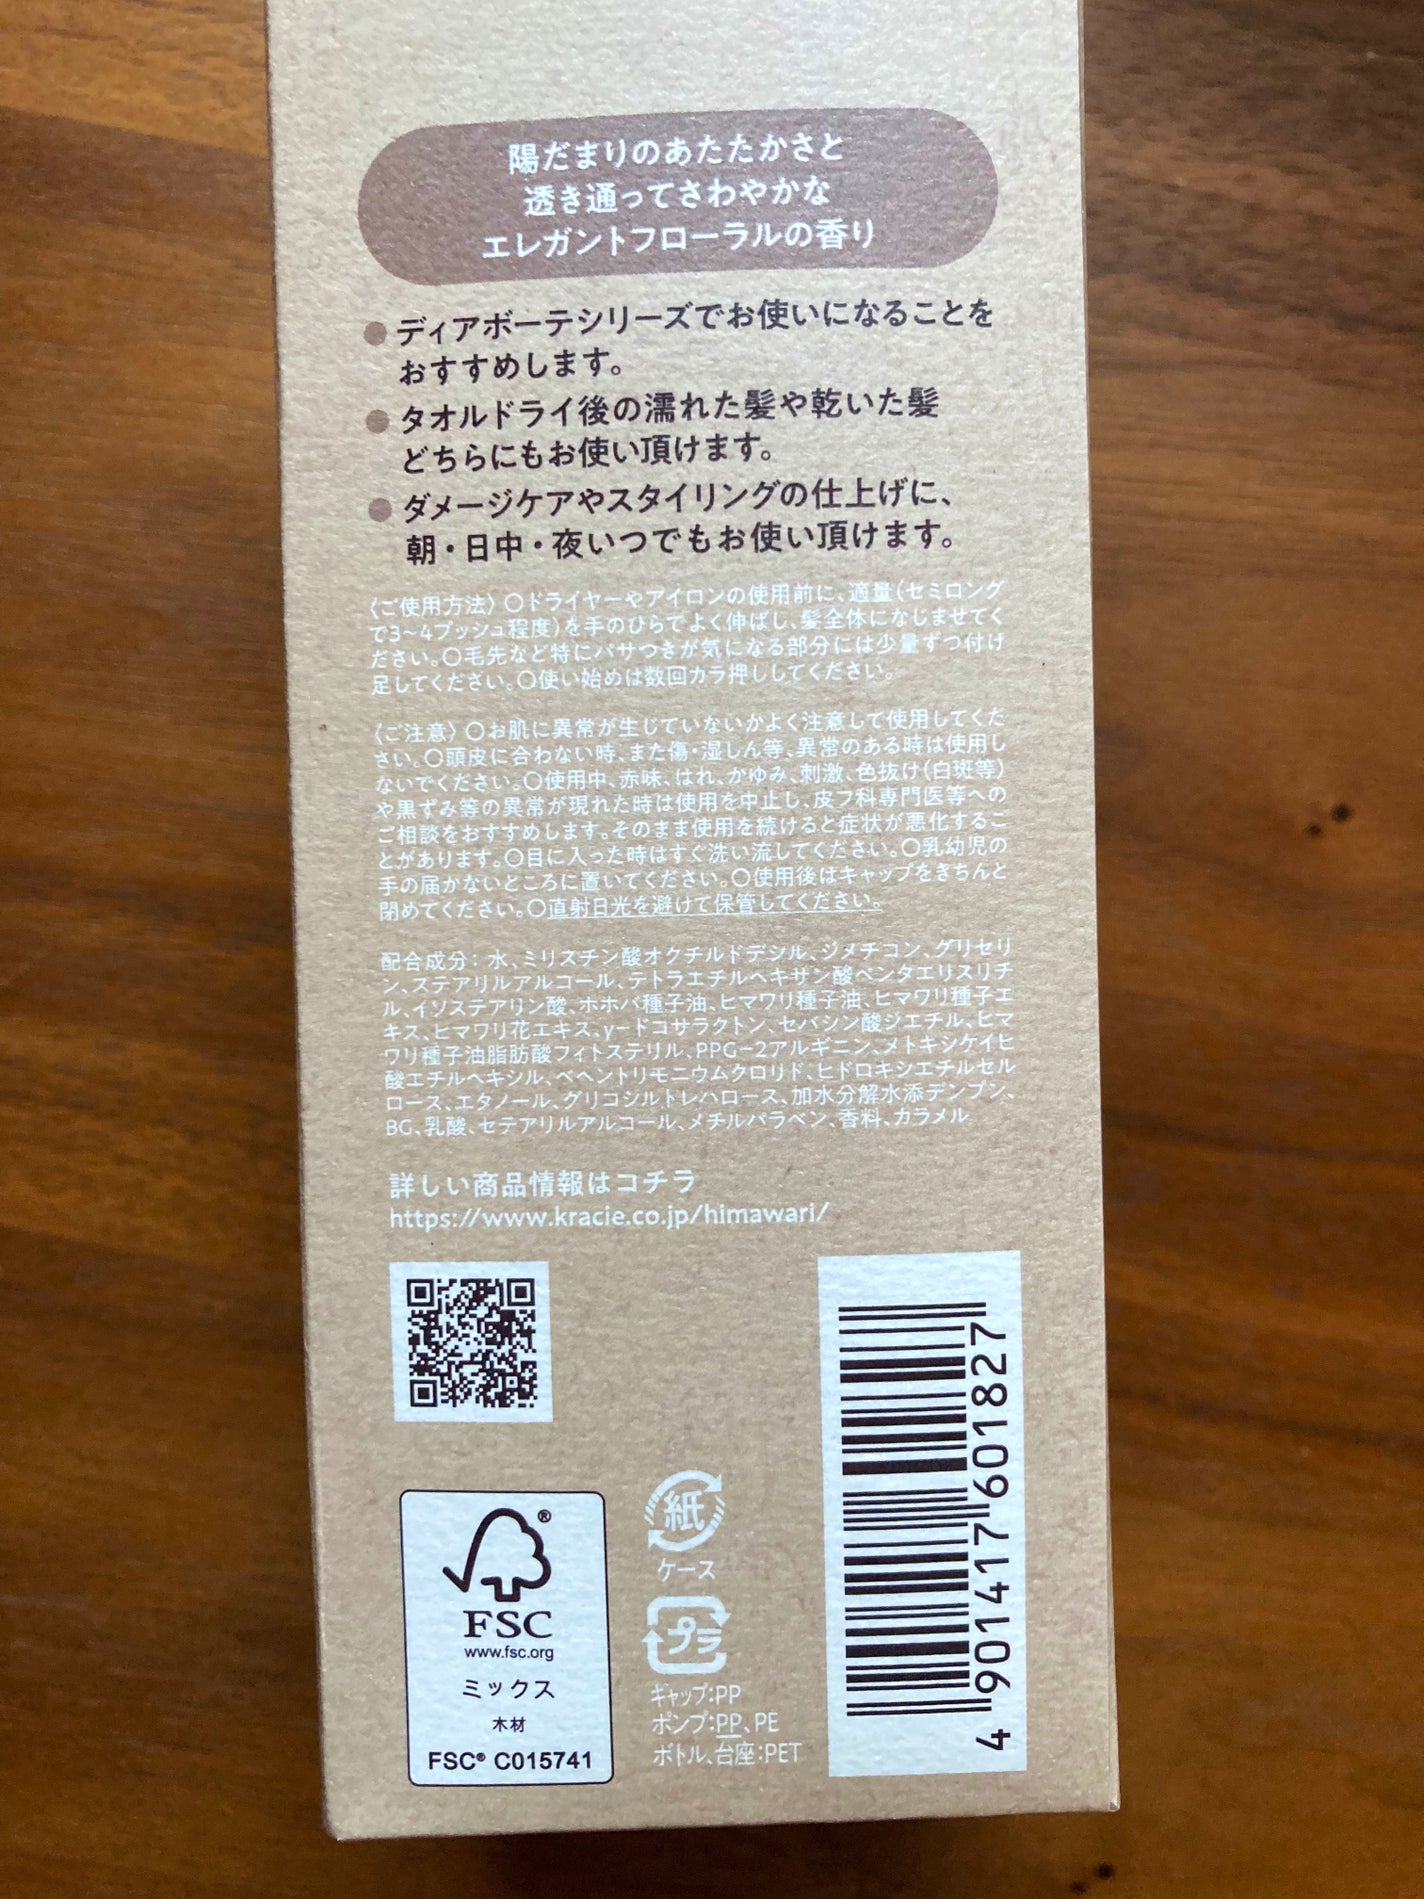 陽だまりのあたたかさと
透き通ってさわやかな
エレガントフローラルの香り
●ディアボーテシリーズでお使いになることを
おすすめします。
●タオルドライ後の濡れた髪や乾いた髪
どちらにもお使い頂けます。
●ダメージケアやスタイリングの仕上げに、
朝・日中・夜いつでもお使い頂けます。
〈ご使用方法〉○ドライヤーやアイロンの使用前に、適量(セミロング
で3~4プッシュ程度)を手のひらでよく伸ばし、髪全体になじませてく
ださい。○毛先など特にパサつきが気になる部分には少量ずつ付け
足してください。○使い始めは数回カラ押ししてください。
〈ご注意〉○お肌に異常が生じていないかよく注意して使用してくだ
さい。○頭皮に合わない時、また傷・湿しん等、異常のある時は使用し
ないでください。○使用中、赤味、はれ、かゆみ、刺激、色抜け(白斑等)
や黒ずみ等の異常が現れた時は使用を中止し、皮フ科専門医等への
ご相談をおすすめします。そのまま使用を続けると症状が悪化するこ
とがあります。○目に入った時はすぐ洗い流してください。○乳幼児の
手の届かないところに置いてください。○使用後はキャップをきちんと
閉めてください。○直射日光を避けて保管してください。
配合成分:水、ミリスチン酸オクチルドデシル、ジメチコン、グリセリ
ン、ステアリルアルコール、テトラエチルヘキサン酸ペンタエリスリチ
ル、イソステアリン酸、ホホバ種子油、ヒマワリ種子油、ヒマワリ種子エ
キス、ヒマワリ花エキス、γ-ドコサラクトン、セバシン酸ジエチル、ヒマ
ワリ種子油脂肪酸フィトステリル、PPG-2アルギニン、メトキシケイヒ
酸エチルヘキシル、ベヘントリモニウムクロリド、ヒドロキシエチルセル
ロース、エタノール、グリコシルトレハロース、加水分解水添デンプン、
BG、乳酸、セテアリルアルコール、メチルパラベン、香料、カラメル
詳しい商品情報はコチラ
https://www.kracie.co.jp/himawari/
®
FSC
www.fsc.org
ミックス
木材
FSC® C015741
紙
ケース
プラ
キャップ:PP
ポンプ:PP、PE
ボトル、台座:PET
4 901417 601827